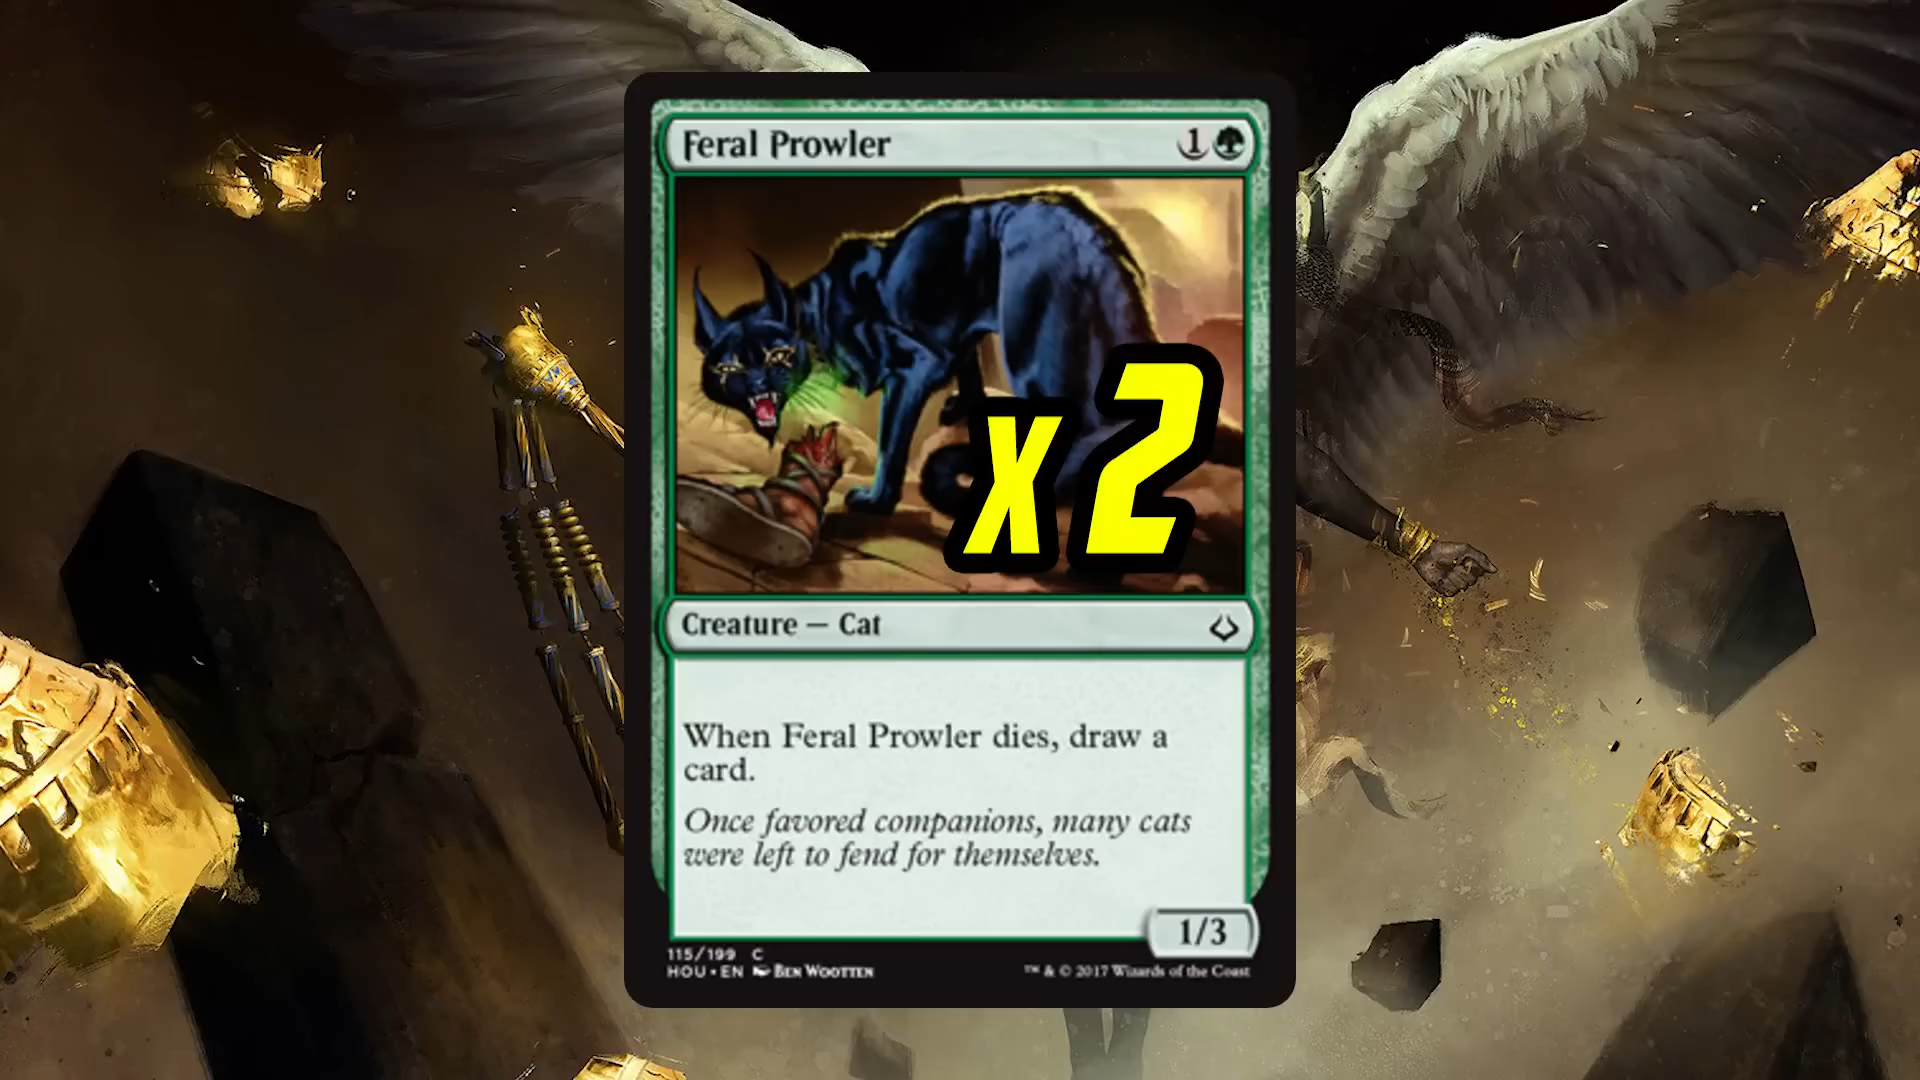 Feral Prowler 1
x2
Creature — Cat
When Feral Prowler dies, draw a
card.
Once favored companions, many cats
were left to fend for themselves.
1/3
115/199 C
HOU • EN Ben Wootten
™ & © 2017 Wizards of the Coast